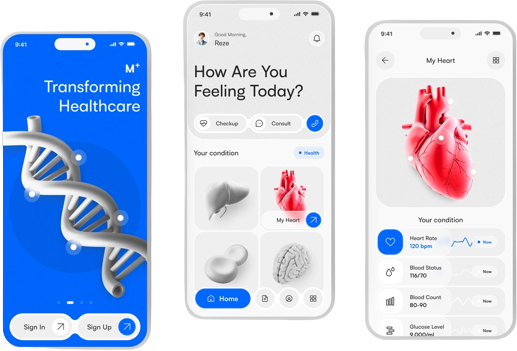 9:41
M+
Transforming
Healthcare
Sign In
Sign Up
9:41
Good Morning,
Reze
How Are You
Feeling Today?
Checkup
Consult
Your condition
Health
My Heart
Home
9:41
My Heart
Your condition
Heart Rate
120 bpm
Now
Blood Status
116/70
Now
Blood Count
80-90
Now
Glucose Level
9.000/ml
Now